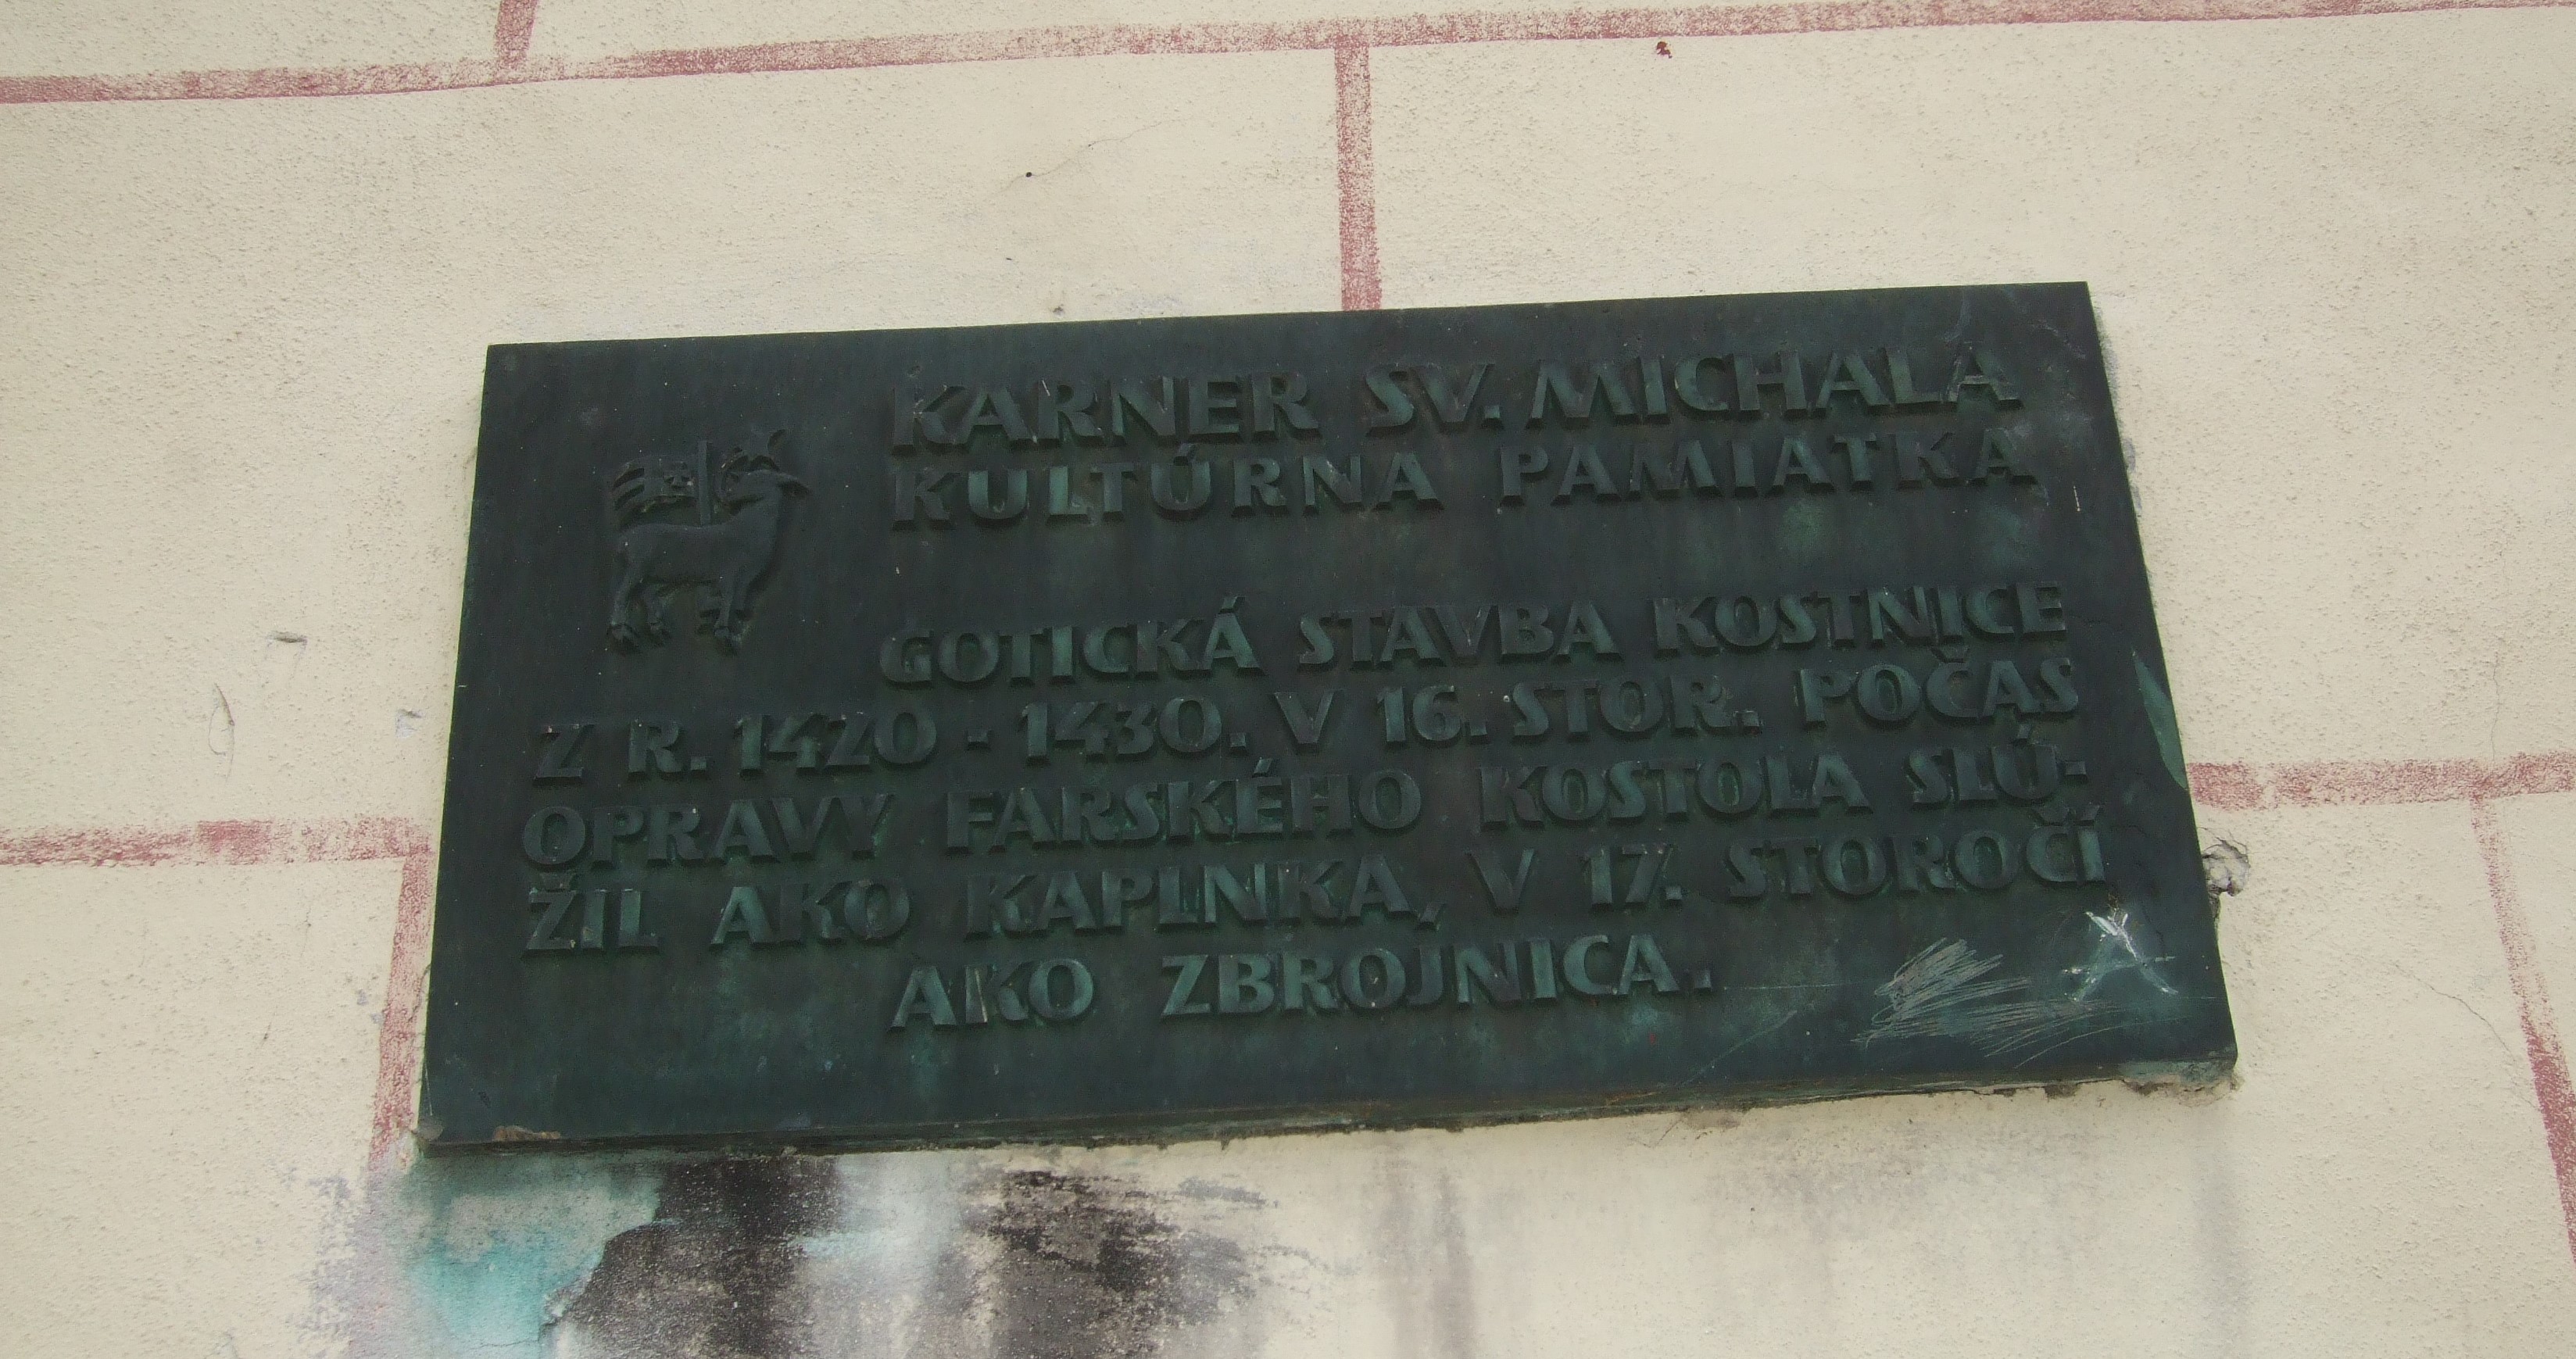 KARNER SV. MICHALA
KULTÚRNA PAMIATKA
GOTICKÁ STAVBA KOSTNICE
Z R. 1420 - 1430. V 16. STOR. POČAS
OPRAVY FARSKÉHO KOSTOLA SLÚ-
ŽIL AKO KAPLNKA, V 17. STOROČÍ
AKO ZBROJNICA.